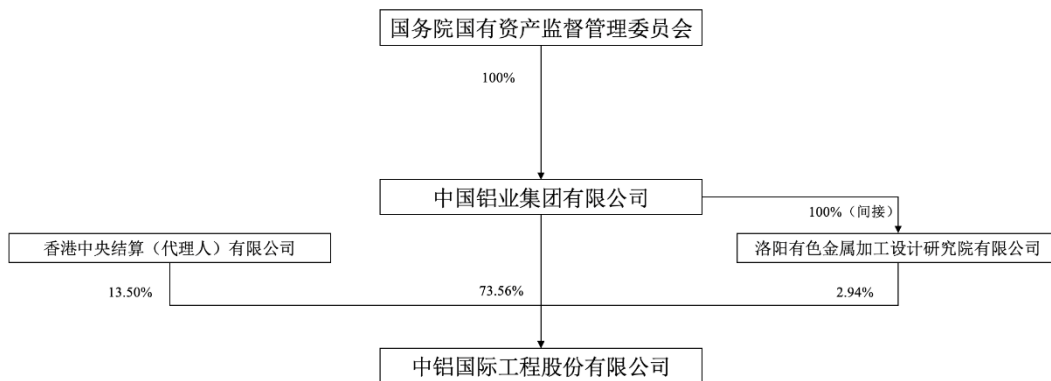 国务院国有资产监督管理委员会
100%
中国铝业集团有限公司
100%（间接）
香港中央结算（代理人）有限公司
洛阳有色金属加工设计研究院有限公司
13.50%
73.56%
2.94%
中铝国际工程股份有限公司